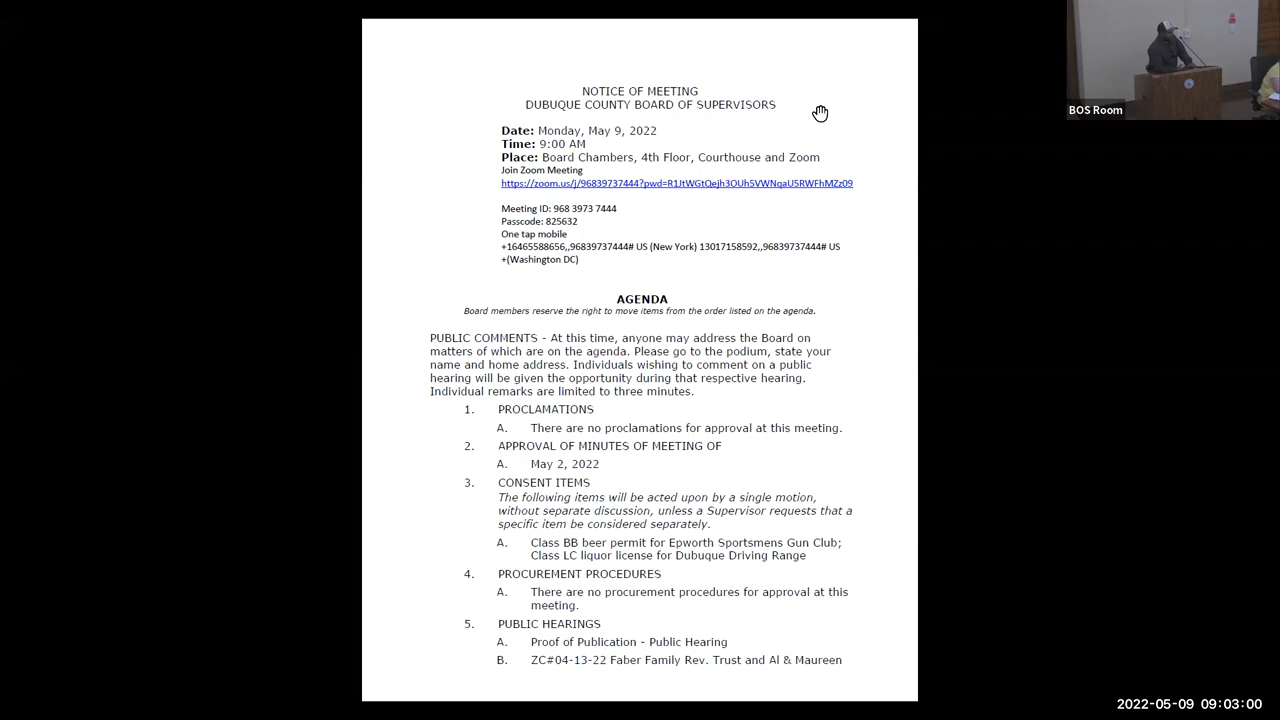 NOTICE OF MEETING
DUBUQUE COUNTY BOARD OF SUPERVISORS
Date: Monday, May 9, 2022
Time: 9:00 AM
Place: Board Chambers, 4th Floor, Courthouse and Zoom
Join Zoom Meeting
https://zoom.us/j/96839737444?pwd=R1JtWGtQejh3OUh5VWNqaU5RWFhMZz09
Meeting ID: 968 3973 7444
Passcode: 825632
One tap mobile
+16465588656,,96839737444# US (New York) 13017158592,,96839737444# US
+(Washington DC)
AGENDA
Board members reserve the right to move items from the order listed on the agenda.
PUBLIC COMMENTS - At this time, anyone may address the Board on
matters of which are on the agenda. Please go to the podium, state your
name and home address. Individuals wishing to comment on a public
hearing will be given the opportunity during that respective hearing.
Individual remarks are limited to three minutes.
1. PROCLAMATIONS
A. There are no proclamations for approval at this meeting.
2. APPROVAL OF MINUTES OF MEETING OF
A. May 2, 2022
3. CONSENT ITEMS
The following items will be acted upon by a single motion,
without separate discussion, unless a Supervisor requests that a
specific item be considered separately.
A. Class BB beer permit for Epworth Sportsmens Gun Club;
Class LC liquor license for Dubuque Driving Range
4. PROCUREMENT PROCEDURES
A. There are no procurement procedures for approval at this
meeting.
5. PUBLIC HEARINGS
A. Proof of Publication - Public Hearing
B. ZC#04-13-22 Faber Family Rev. Trust and Al & Maureen
BOS Room
2022-05-09 09:03:00